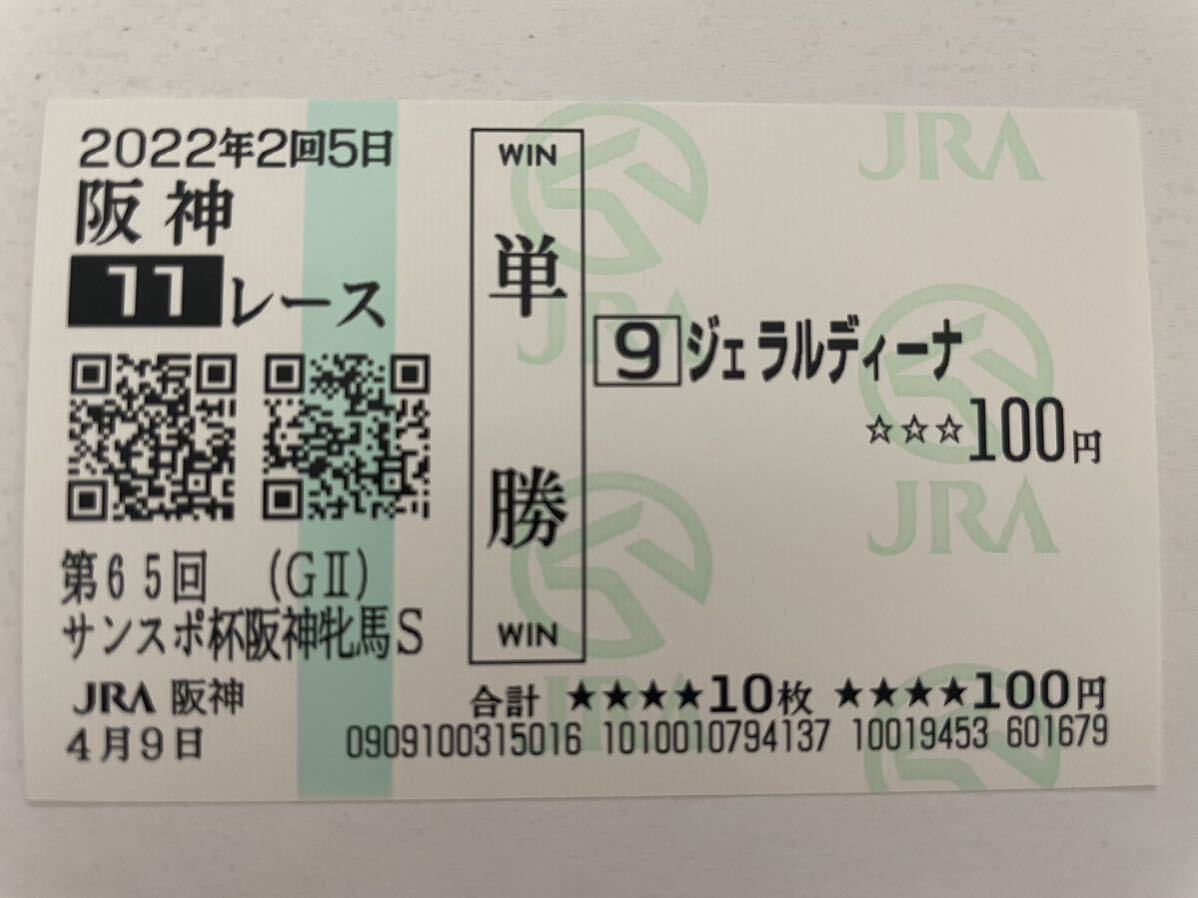 2022年2回5日
阪神
11レース
第65回 （GⅡ）
サンスポ杯阪神牝馬S
JRA 阪神
4月9日
WIN
単勝
WIN
9 ジェラルディーナ
☆☆☆100円
合計 ★★★★10枚 ★★★★100円
0909100315016 1010010794137 10019453 601679
JRA
JRA
JRA
JRA